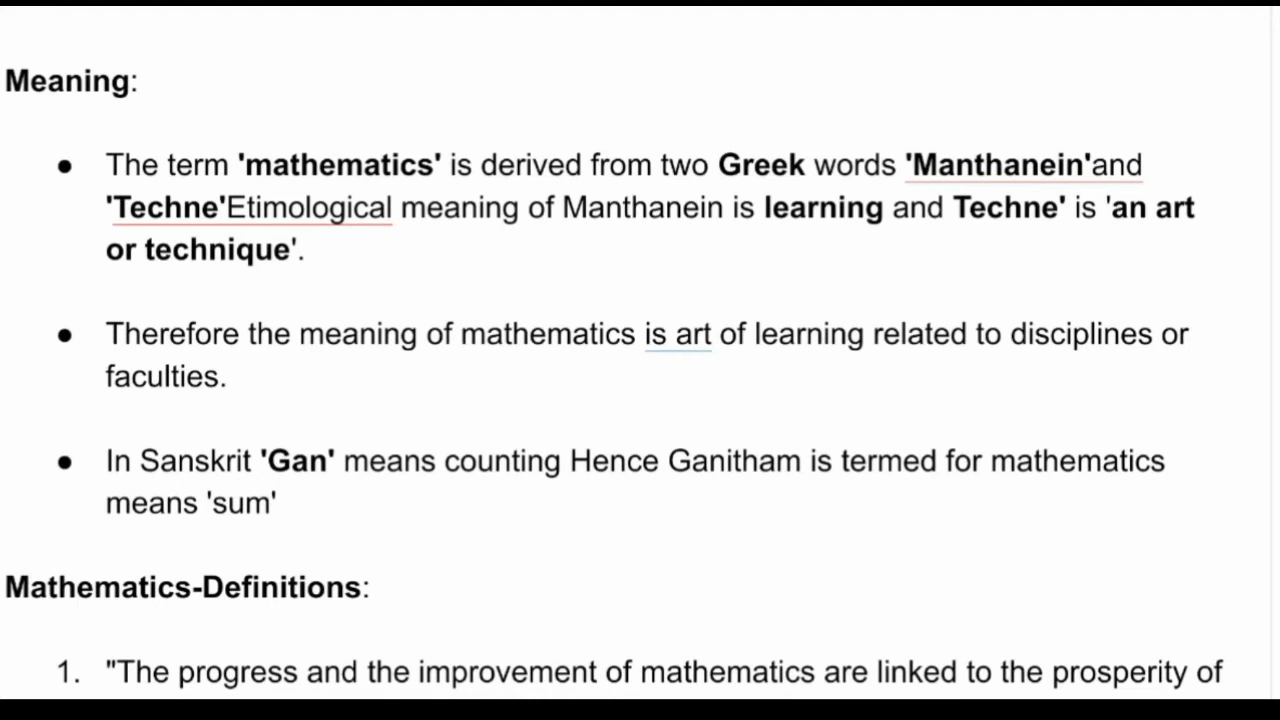 Meaning:
● The term 'mathematics' is derived from two Greek words 'Manthanein'and
'Techne'Etimological meaning of Manthanein is learning and Techne' is 'an art
or technique'.
● Therefore the meaning of mathematics is art of learning related to disciplines or
faculties.
● In Sanskrit 'Gan' means counting Hence Ganitham is termed for mathematics
means 'sum'
Mathematics-Definitions:
1. "The progress and the improvement of mathematics are linked to the prosperity of